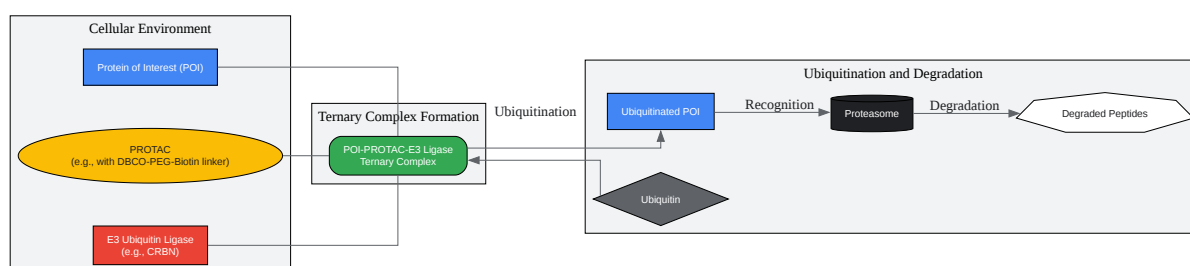 Cellular Environment
Protein of Interest (POI)
PROTAC
(e.g., with DBCO-PEG-Biotin linker)
E3 Ubiquitin Ligase
(e.g., CRBN)
Ternary Complex Formation
POI-PROTAC-E3 Ligase
Ternary Complex
Ubiquitination
Ubiquitination and Degradation
Ubiquitinated POI
Recognition
Proteasome
Degradation
Degraded Peptides
Ubiquitin